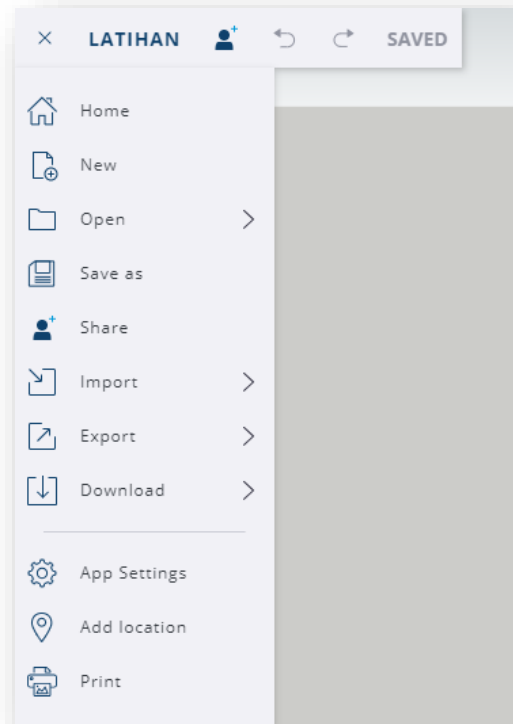 LATIHAN SAVED
Home
New
Open
Save as
Share
Import
Export
Download
App Settings
Add location
Print